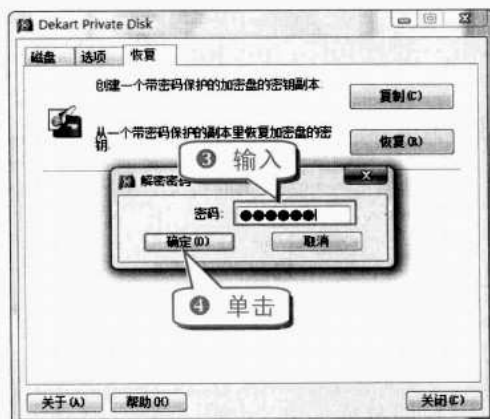 Dekart Private Disk
磁盘 选项 恢复
创建一个带密码保护的加密盘的密钥副本.
复制(C)
从一个带密码保护的副本里恢复加密盘的密钥.
恢复(R)
❸ 输入
解密密码
密码: ●●●●●●
确定(O) 取消
❹ 单击
关于(A) 帮助(H) 关闭(C)